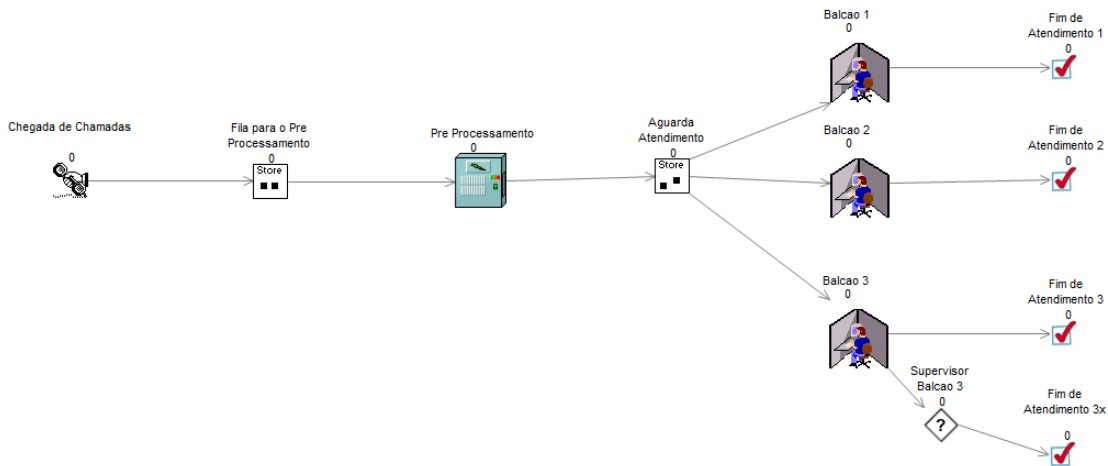 Chegada de Chamadas
0
Fila para o Pre
Processamento
0
Store
Pre Processamento
0
Aguarda
Atendimento
0
Store
Balcao 1
0
Fim de
Atendimento 1
0
Balcao 2
0
Fim de
Atendimento 2
0
Balcao 3
0
Fim de
Atendimento 3
0
Supervisor
Balcao 3
0
?
Fim de
Atendimento 3x
0